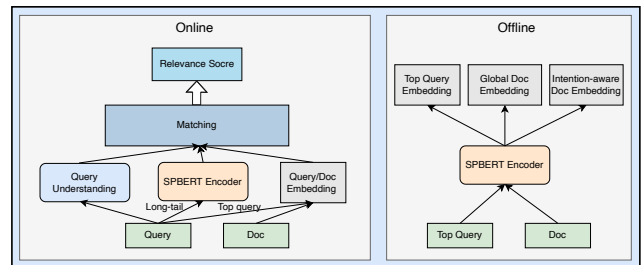 Online
Relevance Socre
Matching
Query
Understanding
SPBERT Encoder
Query/Doc
Embedding
Long-tail
Top query
Query
Doc
Offline
Top Query
Embedding
Global Doc
Embedding
Intention-aware
Doc Embedding
SPBERT Encoder
Top Query
Doc